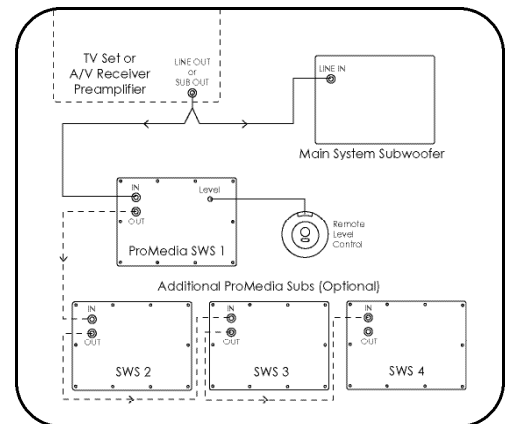 TV Set or
A/V Receiver
Preamplifier
LINE OUT
or
SUB OUT
LINE IN
Main System Subwoofer
IN
Level
OUT
ProMedia SWS 1
Remote
Level
Control
Additional ProMedia Subs (Optional)
IN
OUT
SWS 2
IN
OUT
SWS 3
IN
OUT
SWS 4